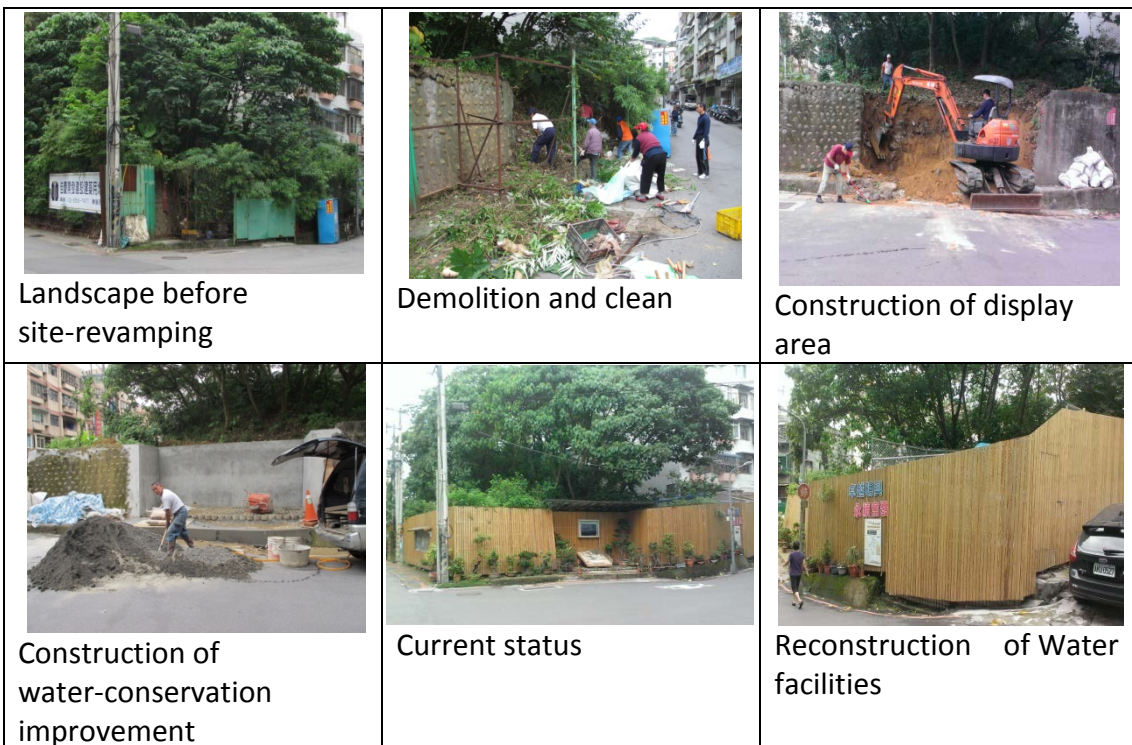 Landscape before
site-revamping
Demolition and clean
Construction of display
area
Construction of
water-conservation
improvement
Current status
Reconstruction of Water
facilities